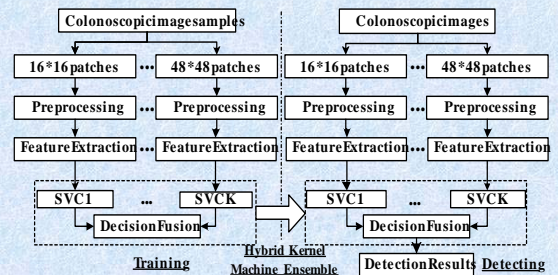 Colonoscopicimagesamples
Colonoscopicimages
16*16patches ... 48*48patches
16*16patches ... 48*48patches
Preprocessing ... Preprocessing
Preprocessing ... Preprocessing
FeatureExtraction ... FeatureExtraction
FeatureExtraction ... FeatureExtraction
SVC1 ... SVCK
SVC1 ... SVCK
DecisionFusion
DecisionFusion
Training
Hybrid Kernel
Machine Ensemble
DetectionResults
Detecting